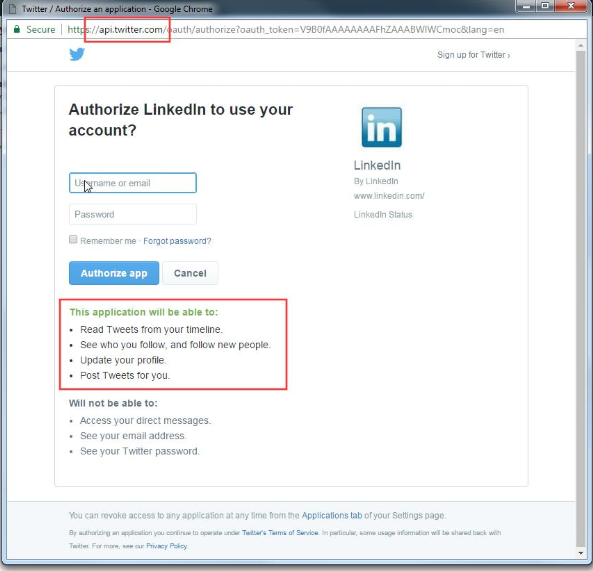 Twitter / Authorize an application - Google Chrome
Secure | https://api.twitter.com/oauth/authorize?oauth_token=V9B0fAAAAAAAAFhZAAABWlWCmoc&lang=en
Sign up for Twitter ›
Authorize LinkedIn to use your
account?
in
Username or email
Password
Remember me · Forgot password?
Authorize app
Cancel
LinkedIn
By LinkedIn
www.linkedin.com/
LinkedIn Status
This application will be able to:
• Read Tweets from your timeline.
• See who you follow, and follow new people.
• Update your profile.
• Post Tweets for you.
Will not be able to:
• Access your direct messages.
• See your email address.
• See your Twitter password.
You can revoke access to any application at any time from the Applications tab of your Settings page.
By authorizing an application you continue to operate under Twitter's Terms of Service. In particular, some usage information will be shared back with
Twitter. For more, see our Privacy Policy.